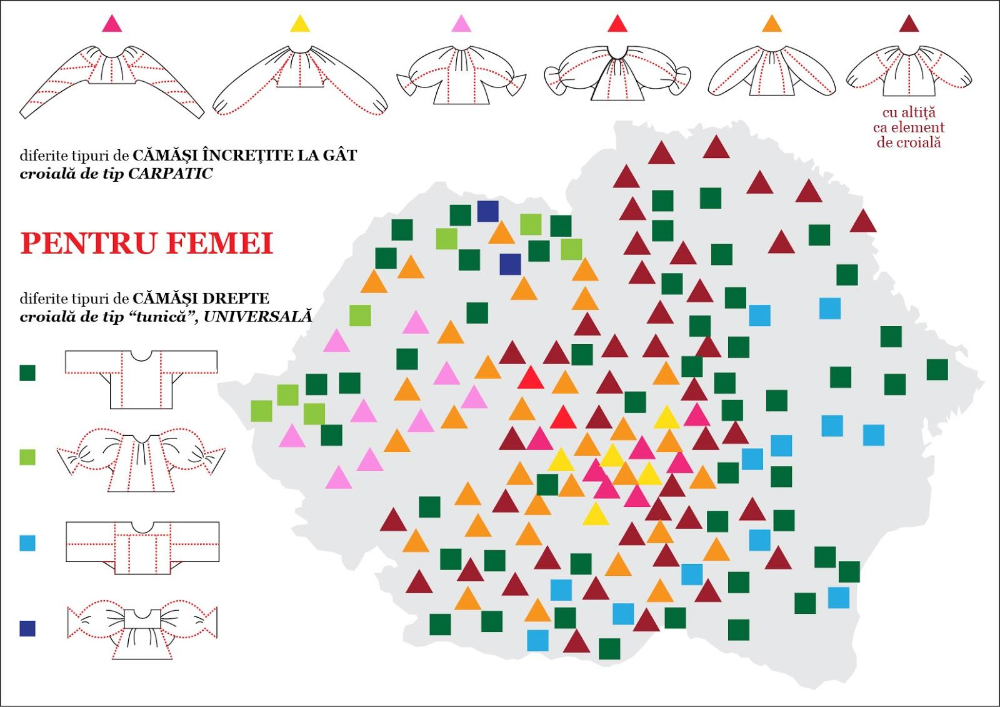 cu altiță
ca element
de croială
diferite tipuri de CĂMĂȘI ÎNCREȚITE LA GÂT
croială de tip CARPATIC
PENTRU FEMEI
diferite tipuri de CĂMĂȘI DREPTE
croială de tip “tunică”, UNIVERSALĂ